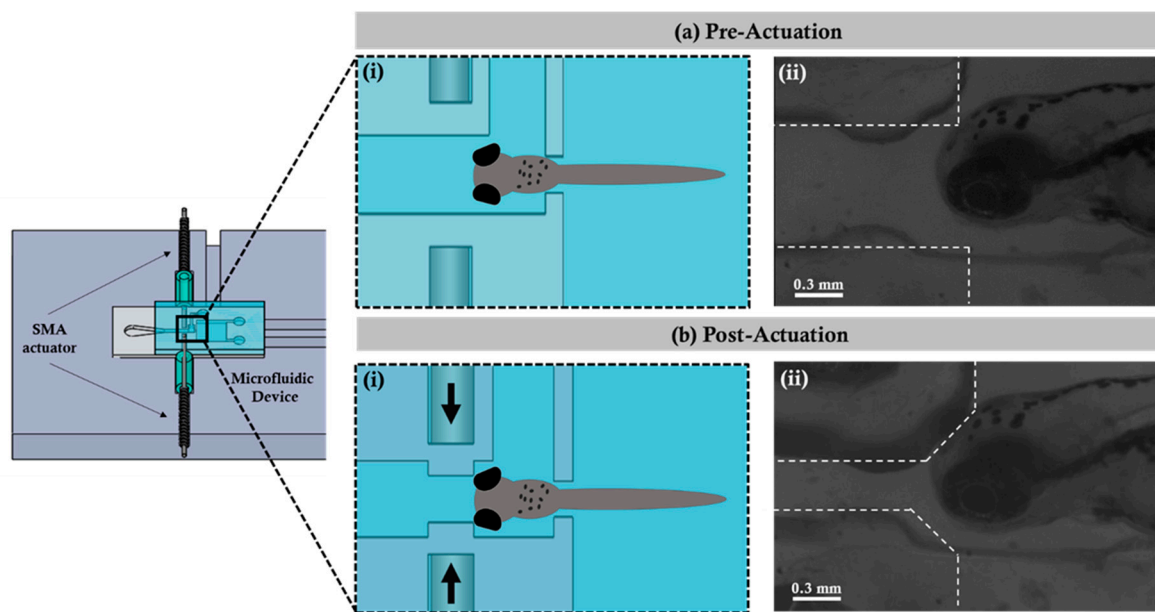 (a) Pre-Actuation
(i)
(ii)
0.3 mm
SMA
actuator
Microfluidic
Device
(b) Post-Actuation
(i)
(ii)
0.3 mm